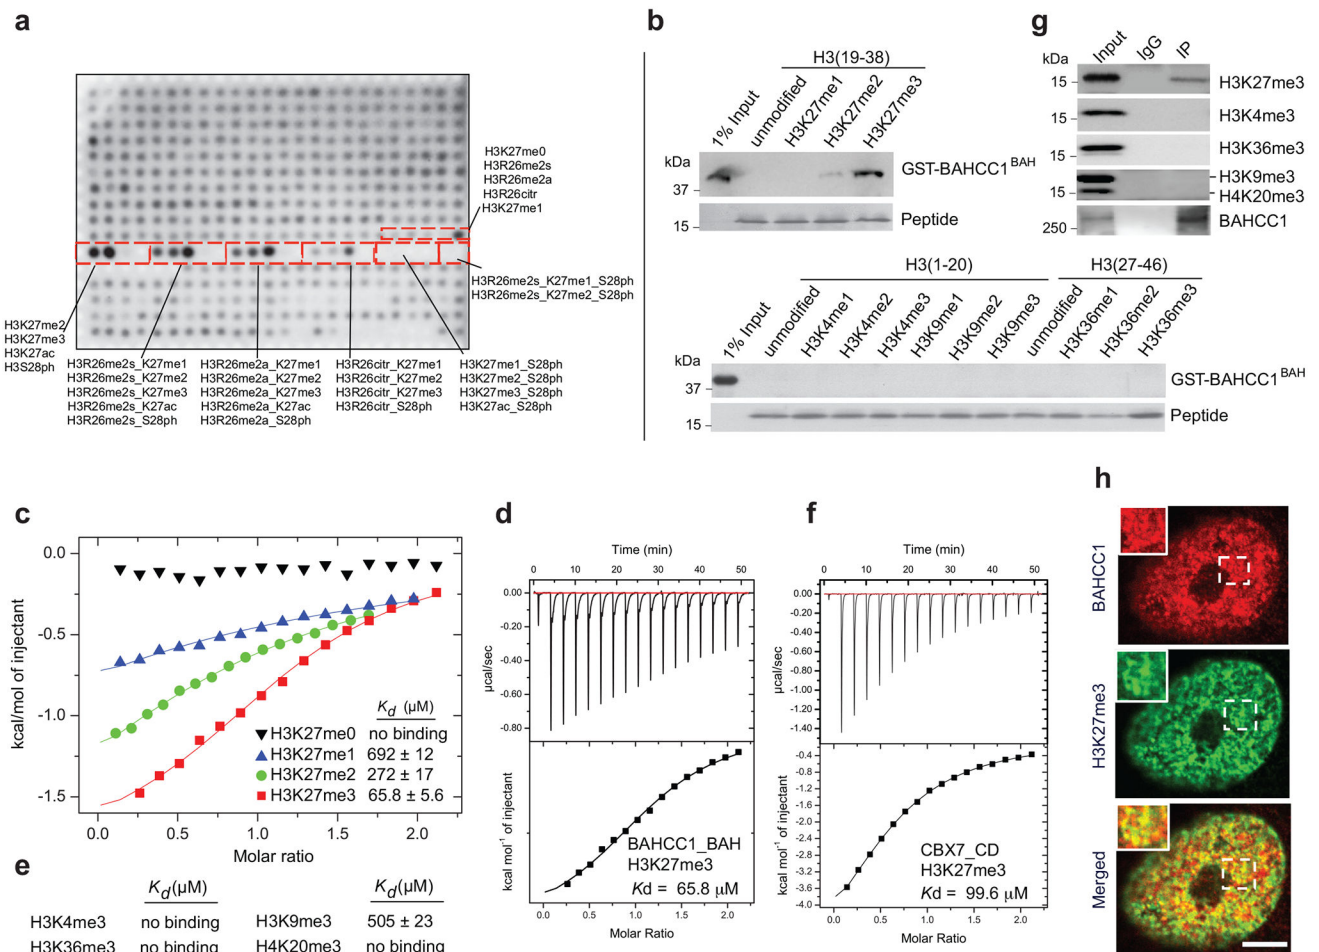 a
H3K27me0
H3R26me2s
H3R26me2a
H3R26citr
H3K27me1
H3R26me2s_K27me1_S28ph
H3R26me2s_K27me2_S28ph
H3K27me2
H3K27me3
H3K27ac
H3S28ph
H3R26me2s_K27me1
H3R26me2s_K27me2
H3R26me2s_K27me3
H3R26me2s_K27ac
H3R26me2s_S28ph
H3R26me2a_K27me1
H3R26me2a_K27me2
H3R26me2a_K27me3
H3R26me2a_K27ac
H3R26me2a_S28ph
H3R26citr_K27me1
H3R26citr_K27me2
H3R26citr_K27me3
H3R26citr_S28ph
H3K27me1_S28ph
H3K27me2_S28ph
H3K27me3_S28ph
H3K27ac_S28ph
b
H3(19-38)
1% Input
unmodified
H3K27me1
H3K27me2
H3K27me3
kDa
37
GST-BAHCC1BAH
15
Peptide
H3(1-20)
H3(27-46)
1% Input
unmodified
H3K4me1
H3K4me2
H3K4me3
H3K9me1
H3K9me2
H3K9me3
unmodified
H3K36me1
H3K36me2
H3K36me3
kDa
37
GST-BAHCC1BAH
15
Peptide
g
Input
IgG
IP
kDa
15
H3K27me3
15
H3K4me3
15
H3K36me3
H3K9me3
15
H4K20me3
250
BAHCC1
c
0.0
-0.5
-1.0
-1.5
kcal/mol of injectant
0.0 0.5 1.0 1.5 2.0
Molar ratio
Kd (µM)
H3K27me0 no binding
H3K27me1 692 ± 12
H3K27me2 272 ± 17
H3K27me3 65.8 ± 5.6
d
Time (min)
0 10 20 30 40 50
0.00
-0.20
-0.40
-0.60
-0.80
µcal/sec
kcal mol-1 of injectant
BAHCC1_BAH
H3K27me3
Kd = 65.8 µM
0.0 0.5 1.0 1.5 2.0
Molar Ratio
e
Kd(µM)
Kd(µM)
H3K4me3 no binding H3K9me3 505 ± 23
H3K36me3 no binding H4K20me3 no binding
f
Time (min)
0 10 20 30 40 50
0.00
-0.20
-0.40
-0.60
-0.80
-1.00
-1.20
-1.40
µcal/sec
-0.4
-0.8
-1.2
-1.6
-2.0
-2.4
-2.8
-3.2
-3.6
-4.0
kcal mol-1 of injectant
CBX7_CD
H3K27me3
Kd = 99.6 µM
0.0 0.5 1.0 1.5 2.0
Molar Ratio
h
BAHCC1
H3K27me3
Merged